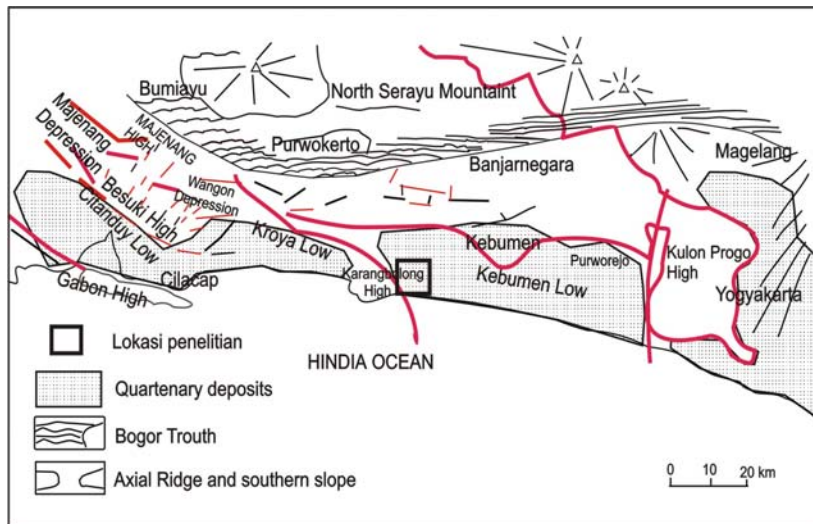 Bumiayu
North Serayu Mountaint
Majenang
Depression
MAJENANG
HIGH
Purwokerto
Banjarnegara
Magelang
Besuki High
Wangon
Depression
Citanduy Low
Kroya Low
Kebumen
Kulon Progo
High
Purworejo
Cilacap
Karangbolong
High
Kebumen Low
Yogyakarta
Gabon High
HINDIA OCEAN
Lokasi penelitian
Quartenary deposits
Bogor Trouth
Axial Ridge and southern slope
0 10 20 km